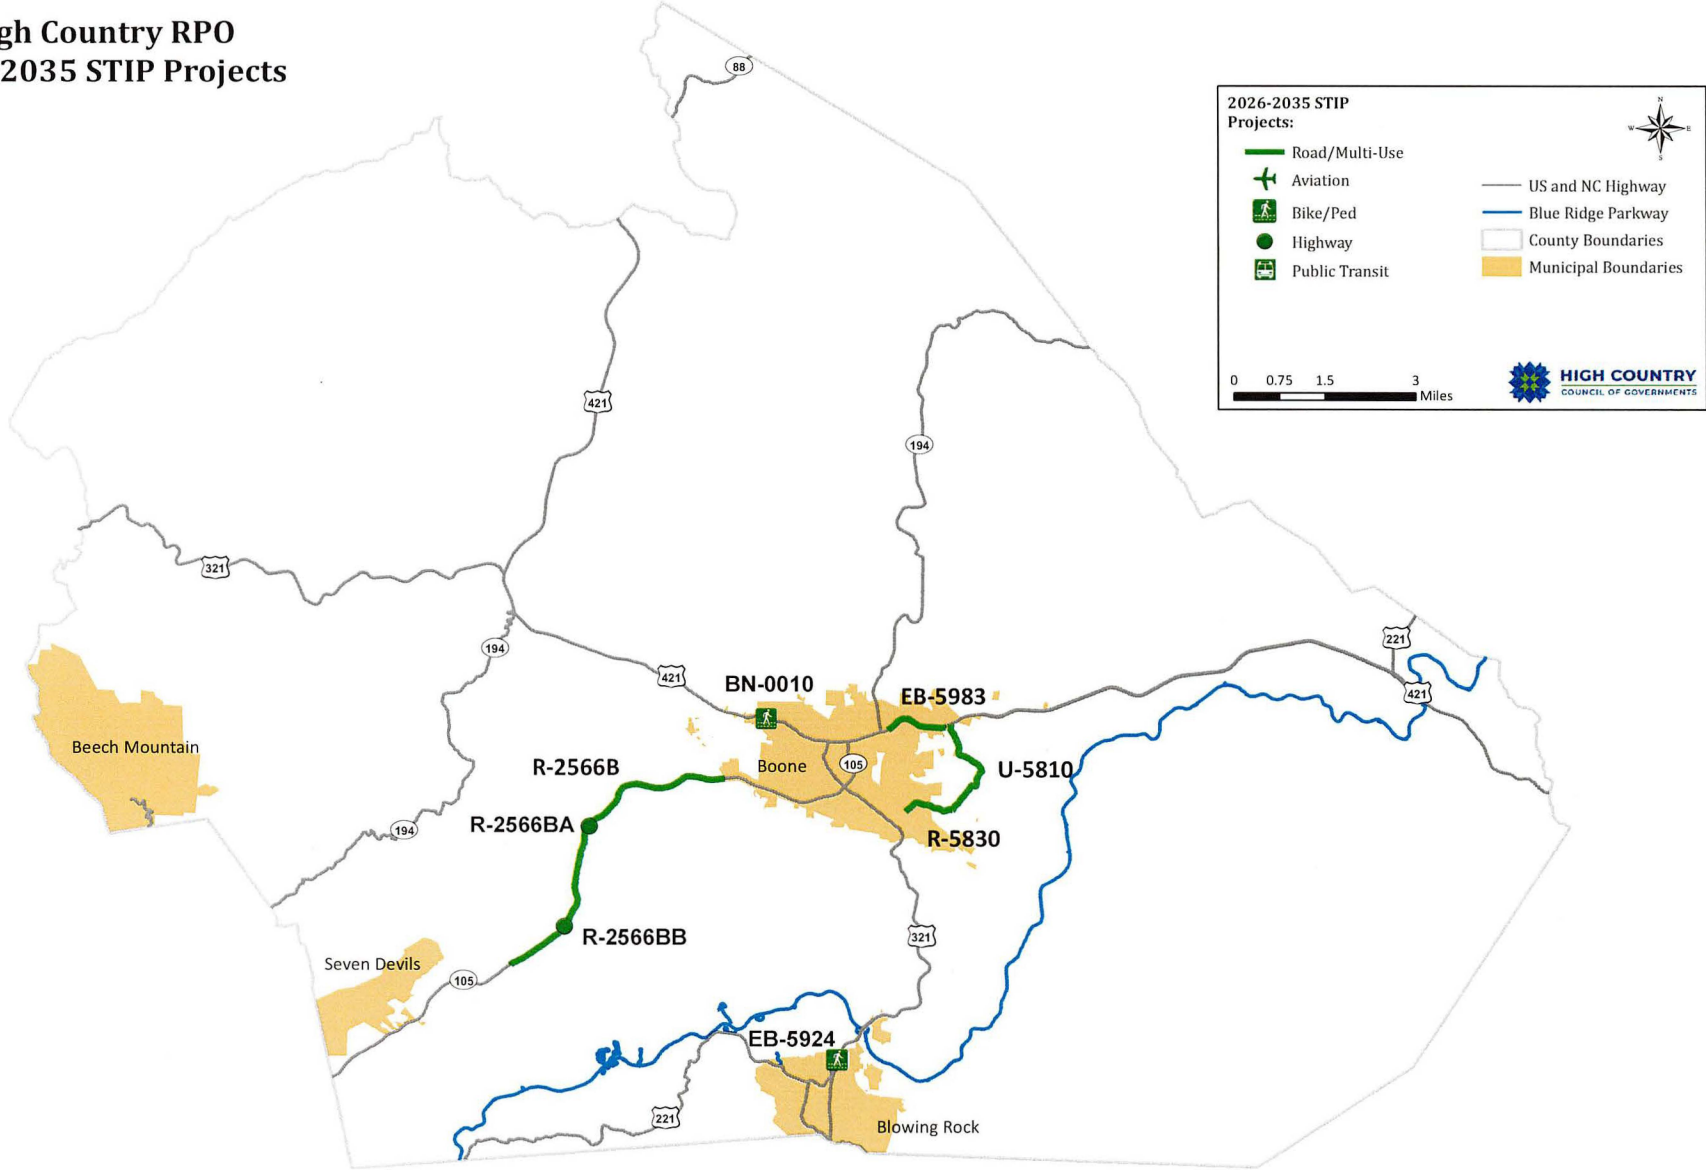 gh Country RPO
2035 STIP Projects
88
2026-2035 STIP
Projects:
N
W
E
S
Road/Multi-Use
Aviation
Bike/Ped
Highway
Public Transit
US and NC Highway
Blue Ridge Parkway
County Boundaries
Municipal Boundaries
0 0.75 1.5 3
Miles
HIGH COUNTRY
COUNCIL OF GOVERNMENTS
421
194
321
194
421
221
421
BN-0010
EB-5983
Beech Mountain
Boone
105
R-2566B
U-5810
R-2566BA
194
R-5830
R-2566BB
321
Seven Devils
105
EB-5924
221
Blowing Rock